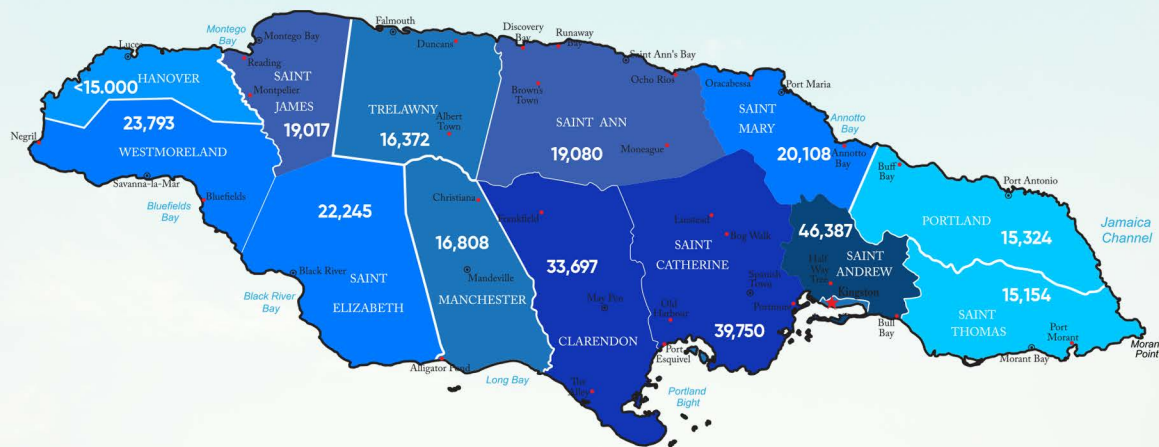 Montego
Bay
Lucea
HANOVER
<15.000
23,793
WESTMORELAND
Negril
Savanna-la-Mar
Bluefields
Bluefields
Bay
Montego Bay
Reading
Montpelier
SAINT
JAMES
19,017
Falmouth
Duncans
TRELAWNY
Albert
Town
16,372
22,245
Black River
SAINT
ELIZABETH
Black River
Bay
Christiana
16,808
Mandeville
MANCHESTER
Alligator Pond
Long Bay
Discovery
Bay
Runaway
Bay
Saint Ann's Bay
Ocho Rios
Brown's
Town
SAINT ANN
Moneague
19,080
Frankfield
33,697
May Pen
CLARENDON
The
Alley
Linstead
Bog Walk
SAINT
CATHERINE
Spanish
Town
Old
Harbour
Portmore
39,750
Port
Esquivel
Portland
Bight
Oracabessa
Port Maria
SAINT
MARY
20,108
Annotto
Bay
Annotto
Bay
46,387
SAINT
ANDREW
Half
Way
Tree
Kingston
Bull
Bay
Buff
Bay
Port Antonio
PORTLAND
15,324
Jamaica
Channel
15,154
SAINT
THOMAS
Port
Morant
Morant Bay
Morant
Point